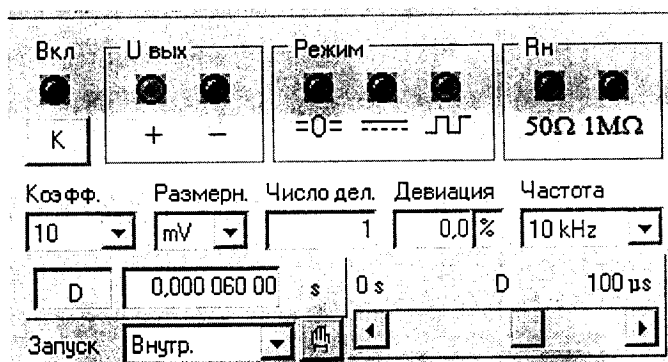 Вкл U вых Режим Rн
K + − =0= 50Ω 1MΩ
Коэфф. Размерн. Число дел. Девиация Частота
10 mV 1 0,0 % 10 kHz
D 0,000 060 00 s 0 s D 100 µs
Запуск Внутр.